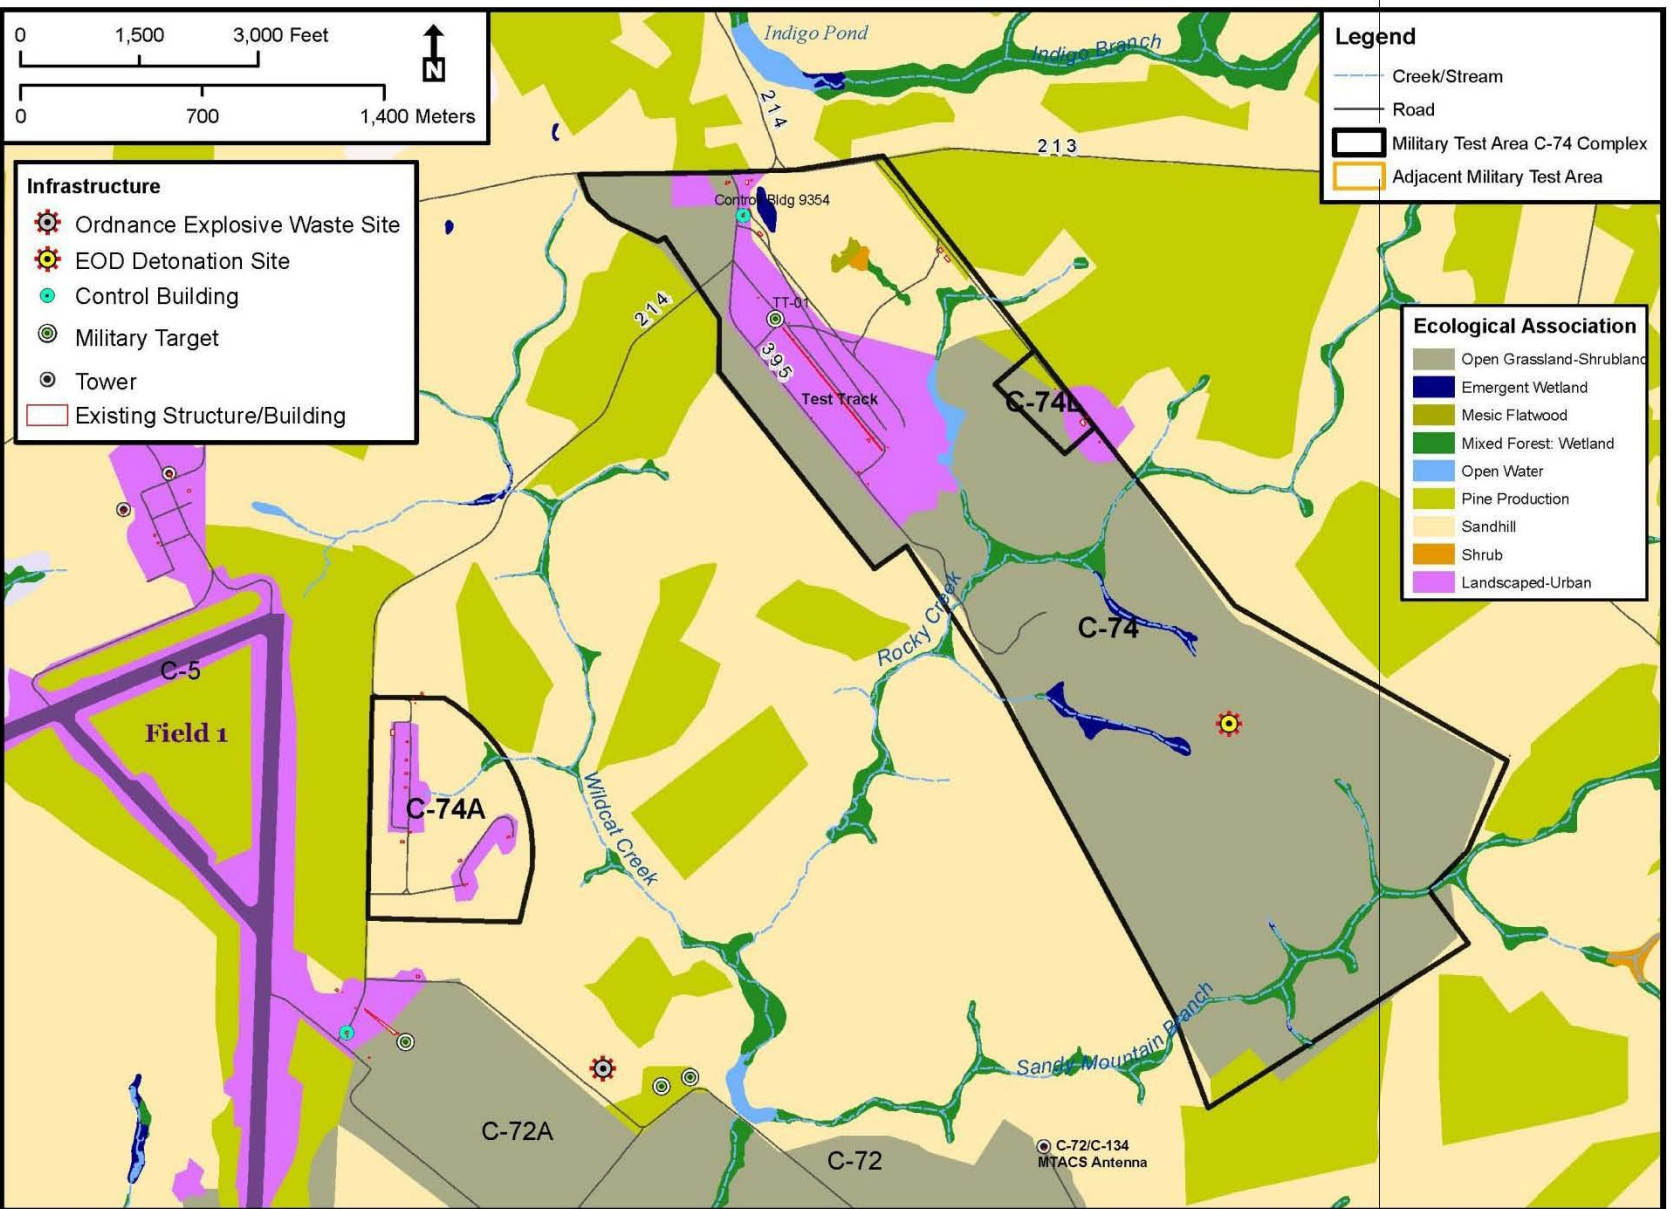 0 1,500 3,000 Feet
N
0 700 1,400 Meters
Infrastructure
Ordnance Explosive Waste Site
EOD Detonation Site
Control Building
Military Target
Tower
Existing Structure/Building
Legend
Creek/Stream
Road
Military Test Area C-74 Complex
Adjacent Military Test Area
Ecological Association
Open Grassland-Shrubland
Emergent Wetland
Mesic Flatwood
Mixed Forest: Wetland
Open Water
Pine Production
Sandhill
Shrub
Landscaped-Urban
Indigo Pond
Indigo Branch
214
213
Control Bldg 9354
214
TT-01
395
Test Track
C-74L
Rocky Creek
C-74
C-5
Field 1
C-74A
Wildcat Creek
Sandy Mountain Branch
C-72A
C-72
C-72/C-134
MTACS Antenna